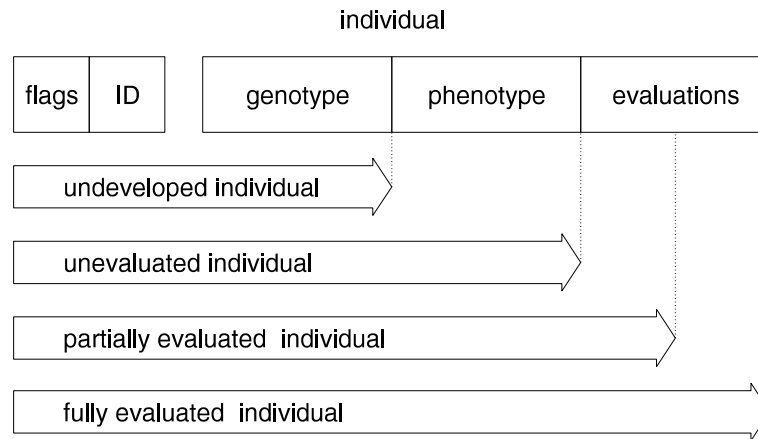 individual
flags ID genotype phenotype evaluations
undeveloped individual
unevaluated individual
partially evaluated individual
fully evaluated individual